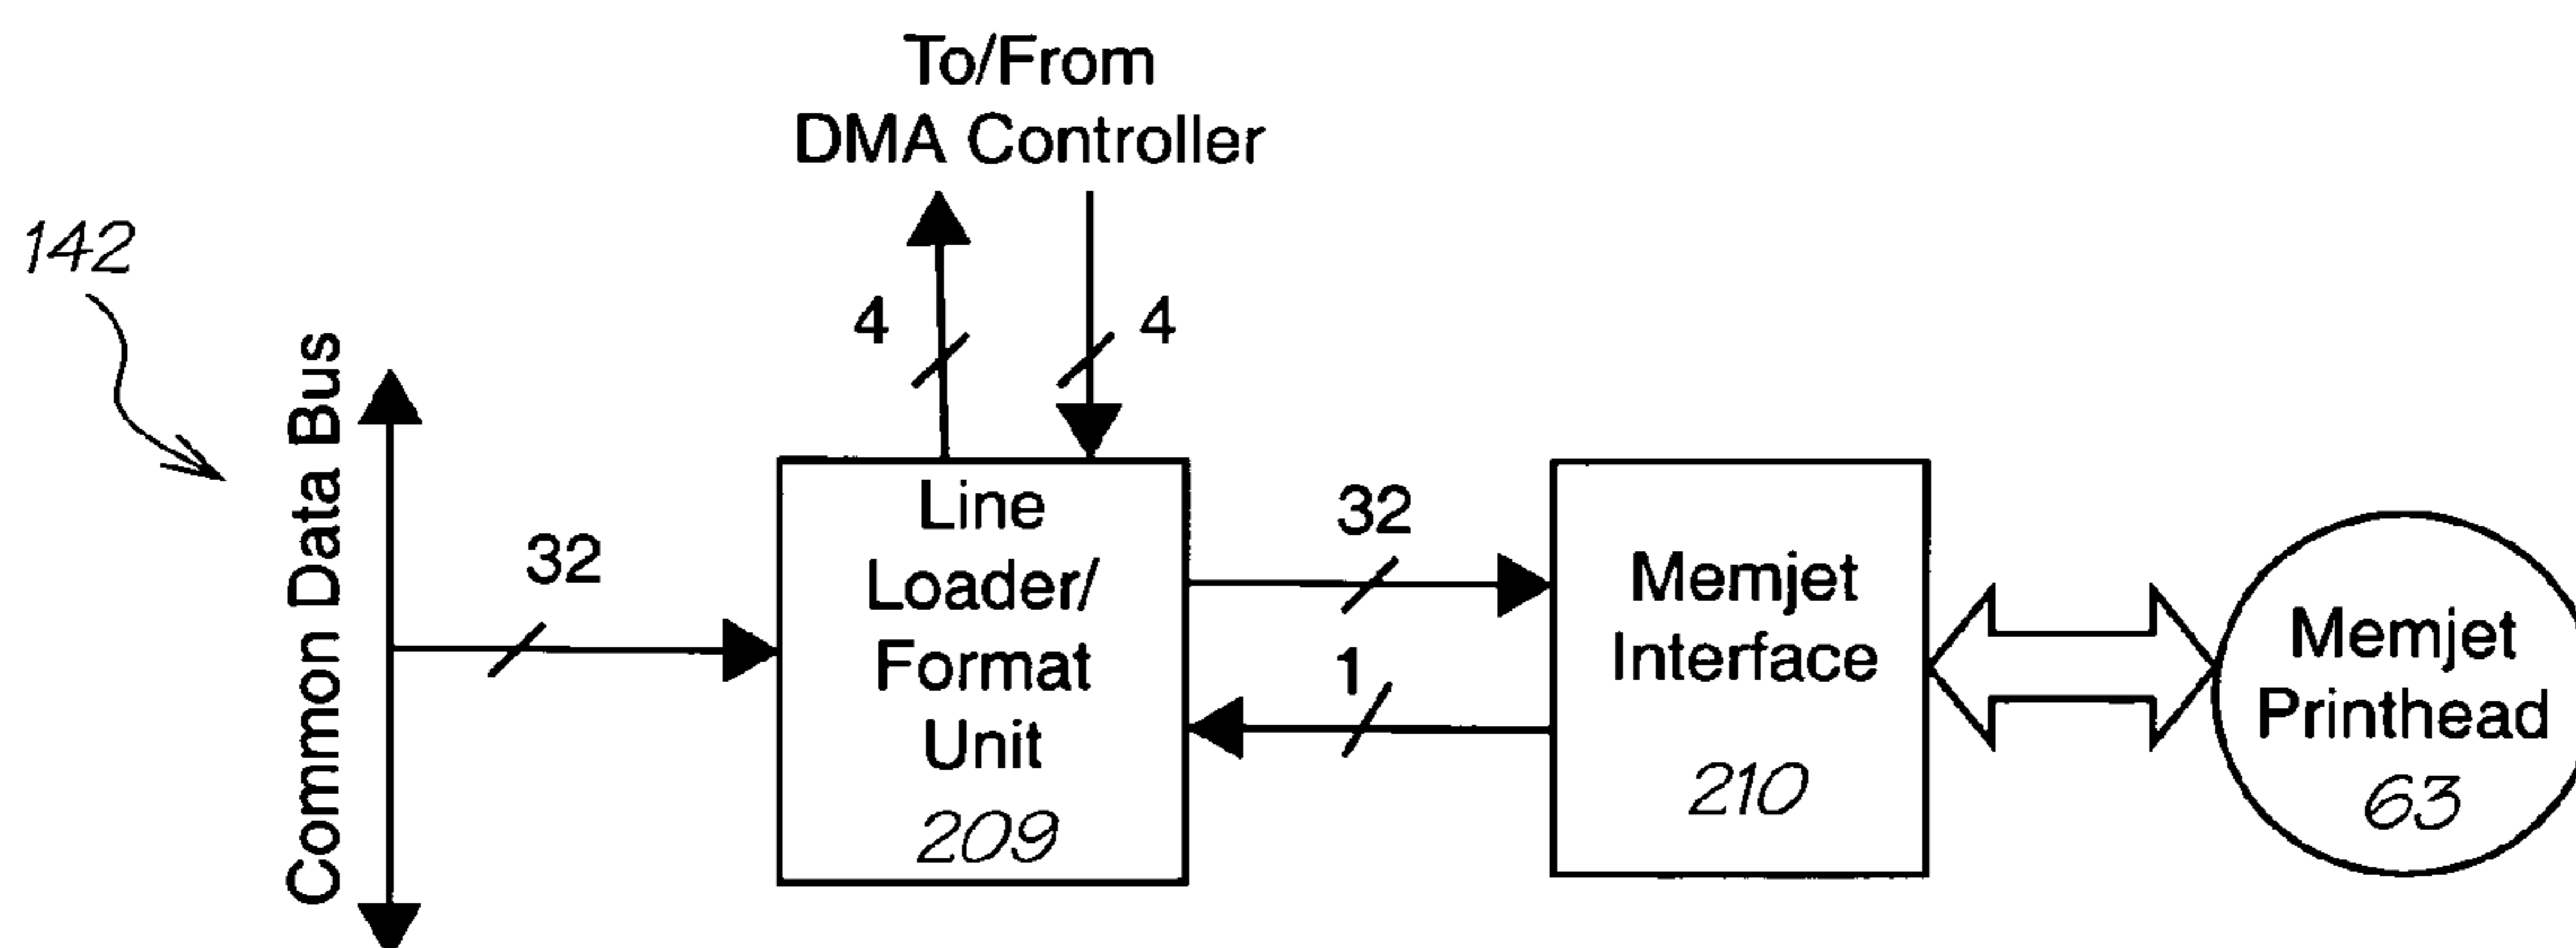 To/From
DMA Controller
142
4
4
Common Data Bus
32
Line
Loader/
Format
Unit
209
32
1
Memjet
Interface
210
Memjet
Printhead
63